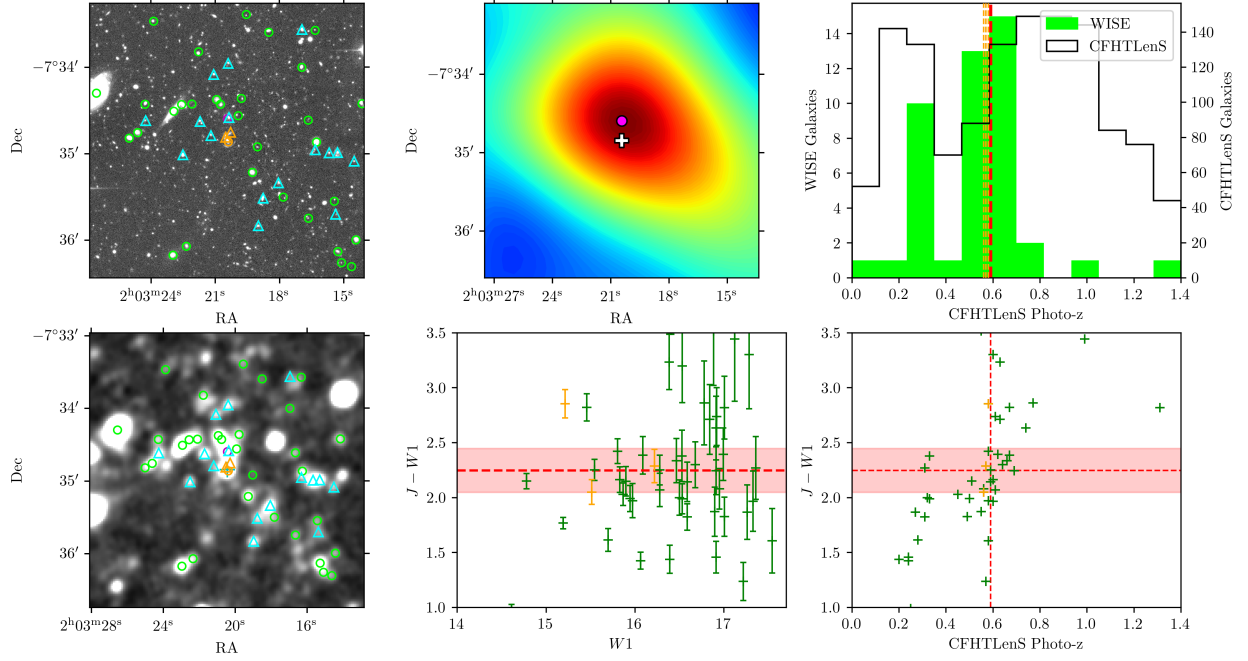 −7°34′
35′
36′
Dec
2ʰ03ᵐ24ˢ
21ˢ
18ˢ
15ˢ
RA
−7°34′
35′
36′
Dec
2ʰ03ᵐ27ˢ
21ˢ
18ˢ
15ˢ
RA
WISE
CFHTLenS
14
12
10
8
6
4
2
0
WISE Galaxies
140
120
100
80
60
40
20
0
CFHTLenS Galaxies
0.0
0.2
0.4
0.6
0.8
1.0
1.2
1.4
CFHTLenS Photo-z
−7°33′
34′
35′
36′
Dec
2ʰ03ᵐ28ˢ
20ˢ
16ˢ
RA
3.5
3.0
2.5
2.0
1.5
1.0
J − W1
14
15
16
17
W1
3.5
3.0
2.5
2.0
1.5
1.0
J − W1
0.0
0.2
0.4
0.6
0.8
1.0
1.2
1.4
CFHTLenS Photo-z